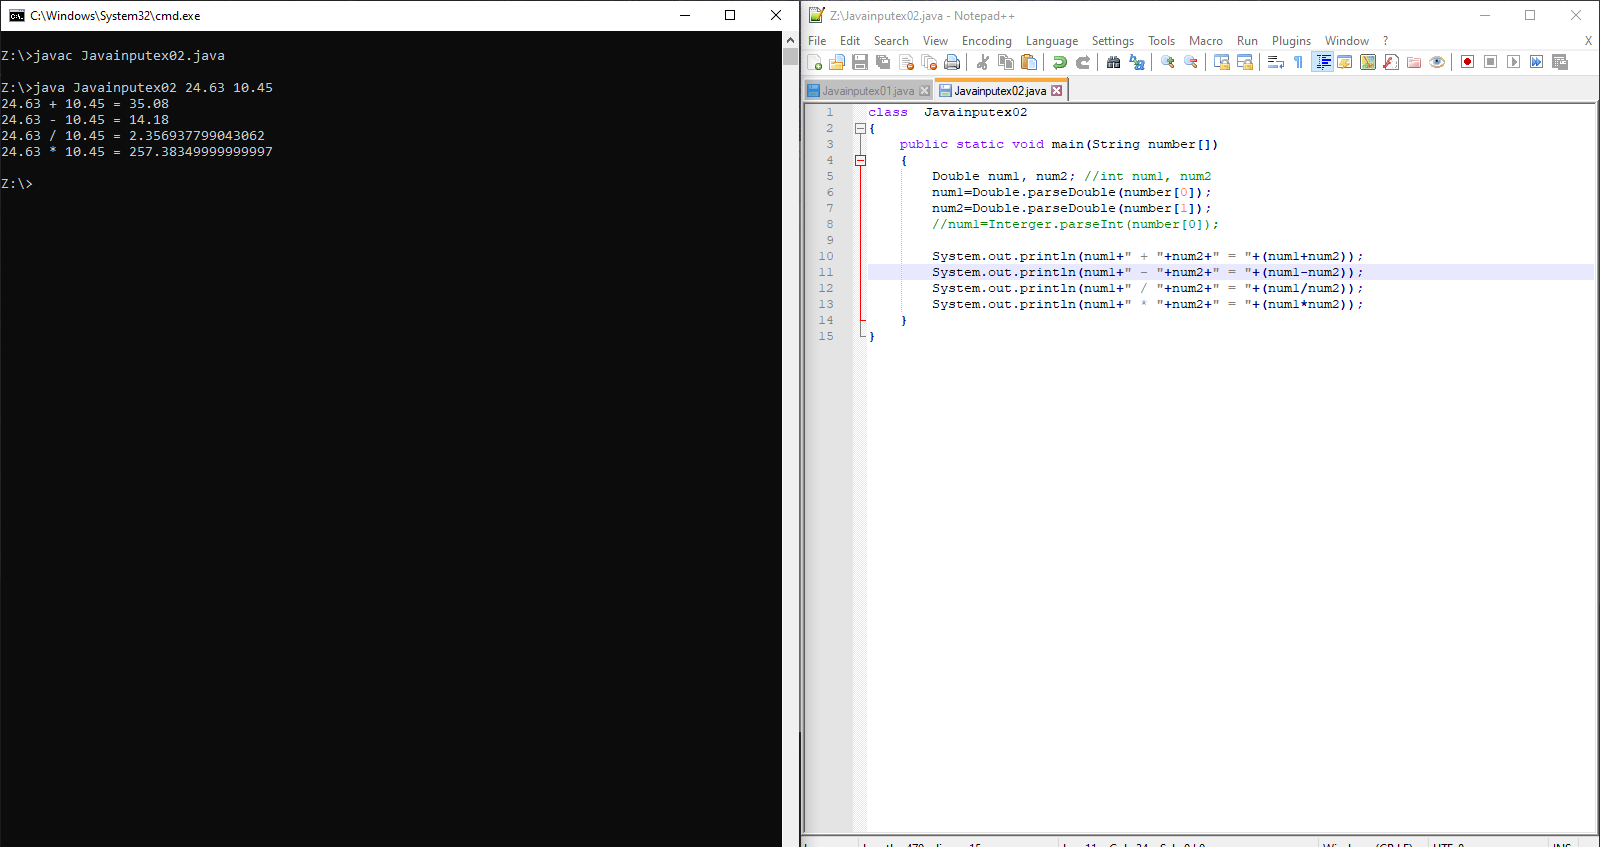 C:\Windows\System32\cmd.exe
Z:\>javac Javainputex02.java
Z:\>java Javainputex02 24.63 10.45
24.63 + 10.45 = 35.08
24.63 - 10.45 = 14.18
24.63 / 10.45 = 2.356937799043062
24.63 * 10.45 = 257.38349999999997
Z:\>
Z:\Javainputex02.java - Notepad++
File Edit Search View Encoding Language Settings Tools Macro Run Plugins Window ? X
Javainputex01.java Javainputex02.java
1 class  Javainputex02
2 {
3     public static void main(String number[])
4     {
5         Double num1, num2; //int num1, num2
6         num1=Double.parseDouble(number[0]);
7         num2=Double.parseDouble(number[1]);
8         //num1=Interger.parseInt(number[0]);
9
10         System.out.println(num1+" + "+num2+" = "+(num1+num2));
11         System.out.println(num1+" - "+num2+" = "+(num1-num2));
12         System.out.println(num1+" / "+num2+" = "+(num1/num2));
13         System.out.println(num1+" * "+num2+" = "+(num1*num2));
14     }
15 }